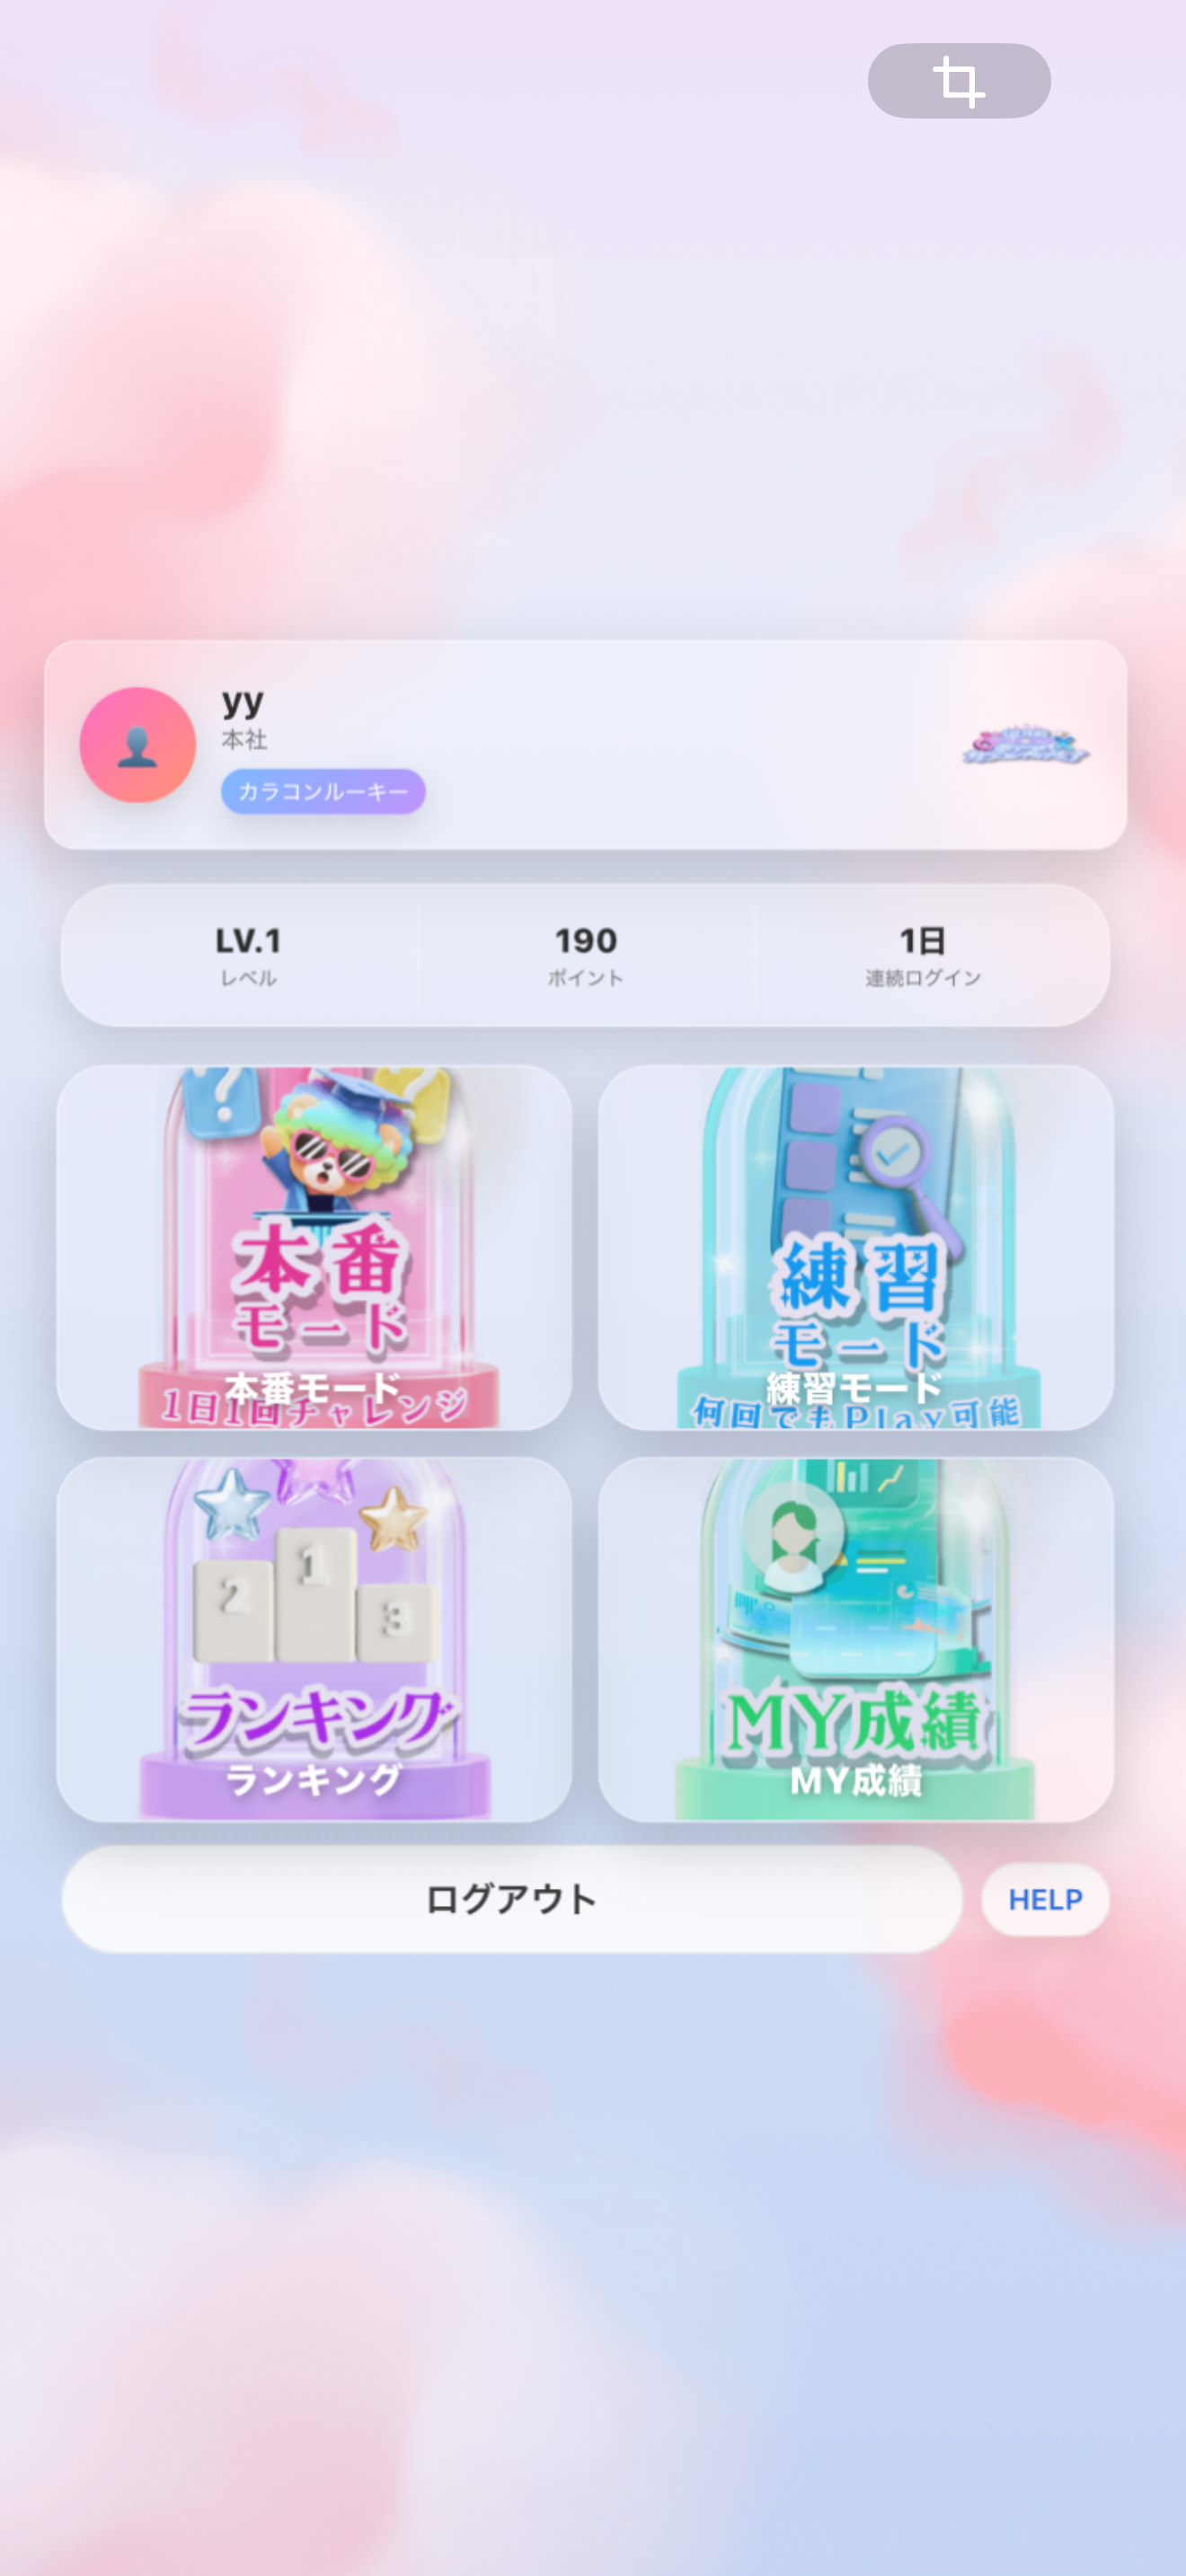 yy
本社
カラコンルーキー
LV.1
レベル
190
ポイント
1日
連続ログイン
?
?
本番
モード
本番モード
1日1回チャレンジ
練習
モード
練習モード
何回でもPlay可能
1
2
3
ランキング
ランキング
MY成績
MY成績
ログアウト
HELP